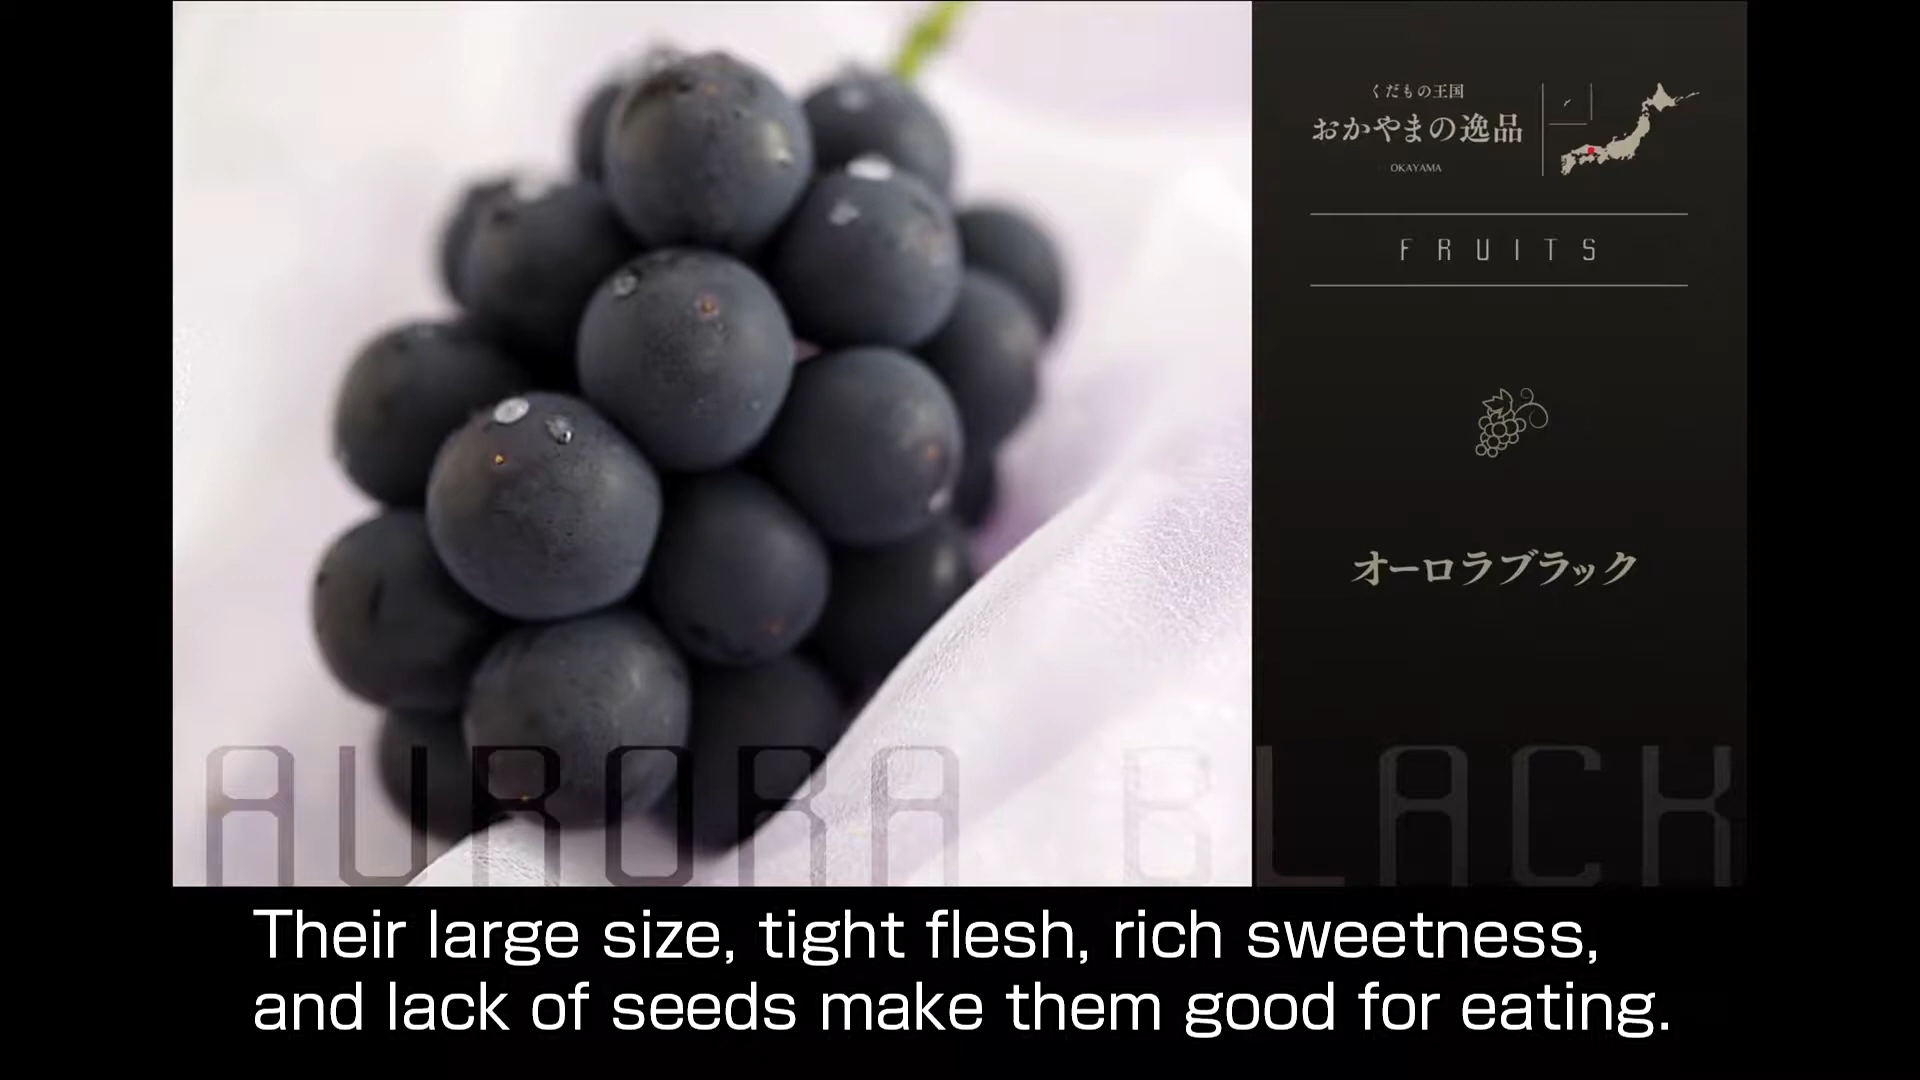 くだもの王国
おかやまの逸品
OKAYAMA
FRUITS
オーロラブラック
AURORA BLACK
Their large size, tight flesh, rich sweetness,
and lack of seeds make them good for eating.